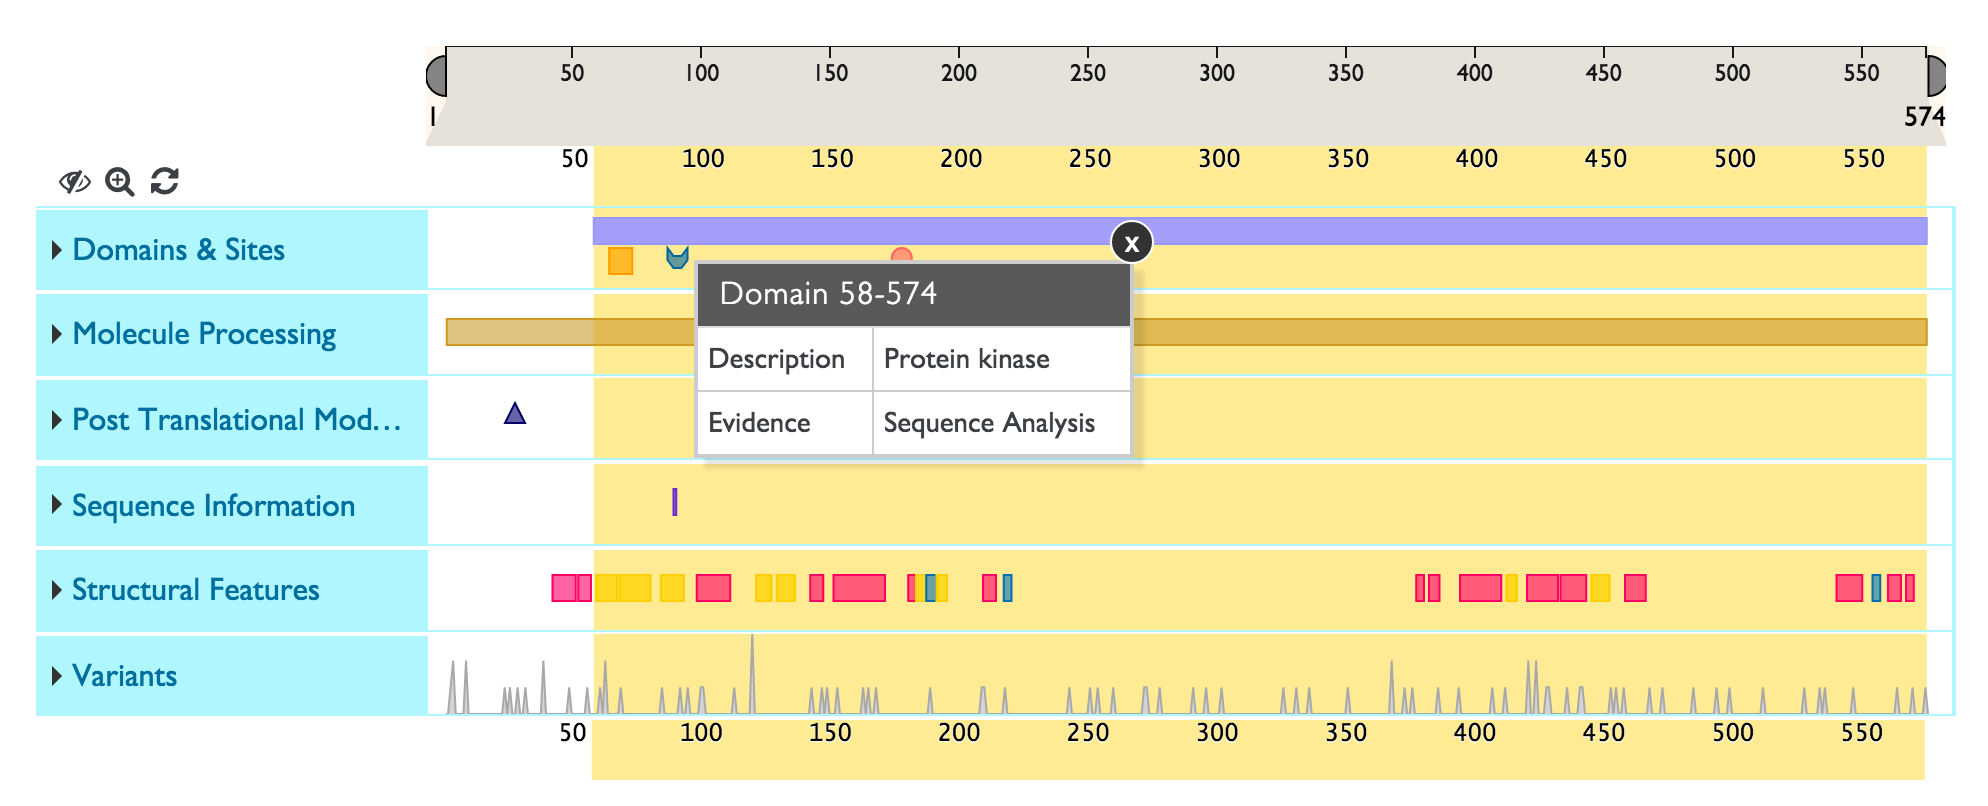 50 100 150 200 250 300 350 400 450 500 550
1 574
50 100 150 200 250 300 350 400 450 500 550
Domains & Sites
x
Domain 58-574
Molecule Processing
Description Protein kinase
Post Translational Mod...
Evidence Sequence Analysis
Sequence Information
Structural Features
Variants
50 100 150 200 250 300 350 400 450 500 550